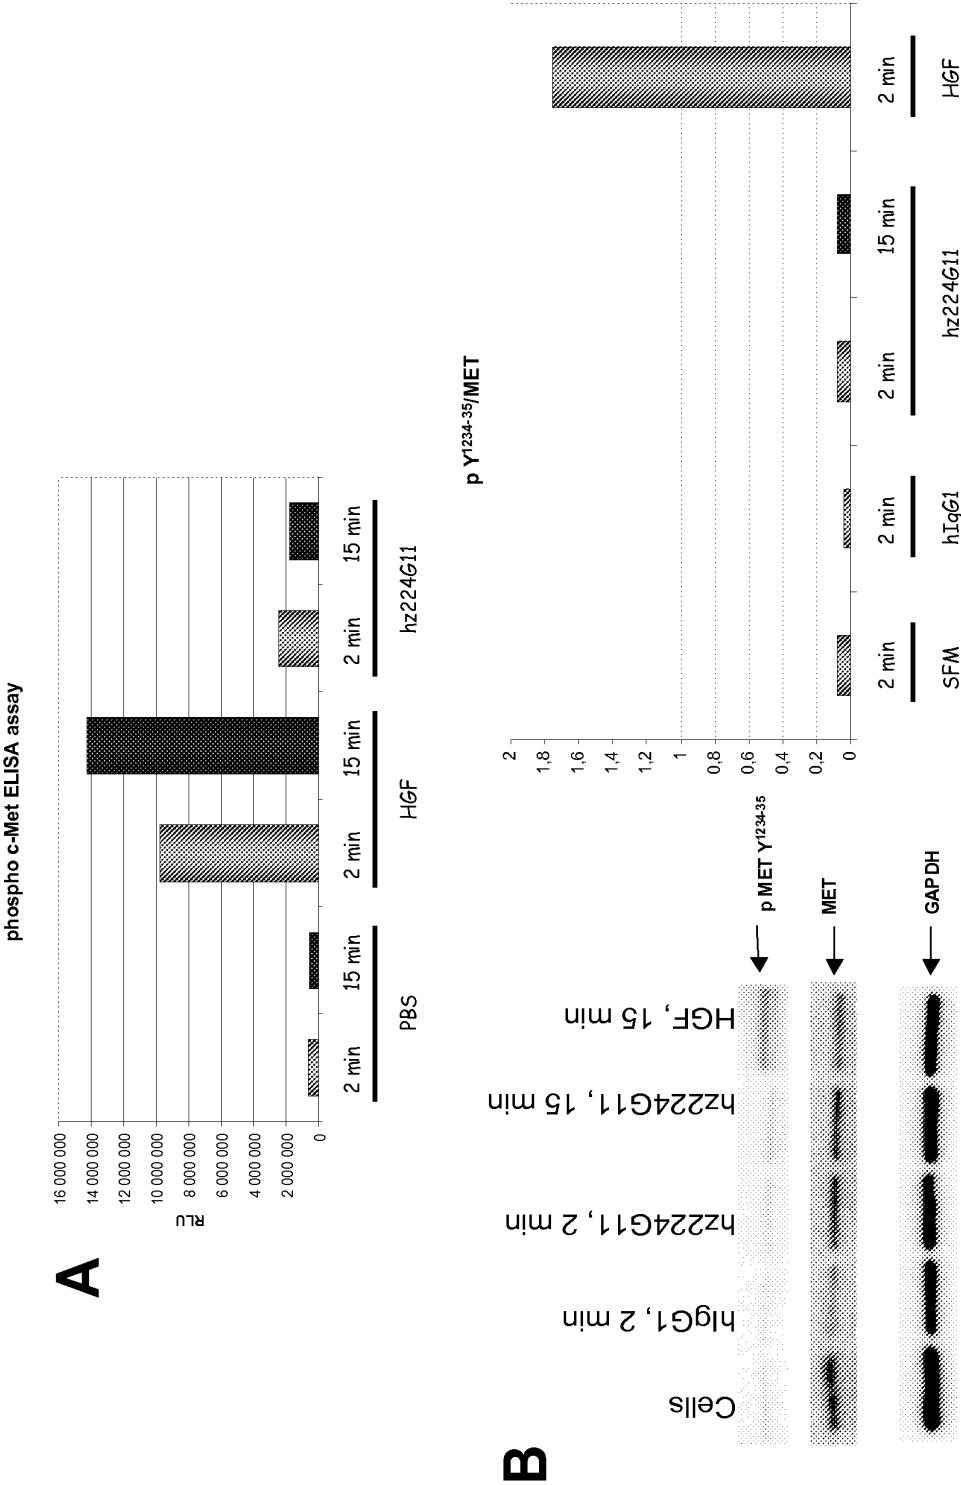 A
phospho c-Met ELISA assay
RLU
16 000 000
14 000 000
12 000 000
10 000 000
8 000 000
6 000 000
4 000 000
2 000 000
0
2 min 15 min 2 min 15 min 2 min 15 min
PBS HGF hz224G11
B
Cells
hIgG1, 2 min
hz224G11, 2 min
hz224G11, 15 min
HGF, 15 min
p MET Y1234-35
MET
GAPDH
p Y1234-35/MET
2
1,8
1,6
1,4
1,2
1
0,8
0,6
0,4
0,2
0
2 min 2 min 2 min 15 min 2 min
SFM hIgG1 hz224G11 HGF